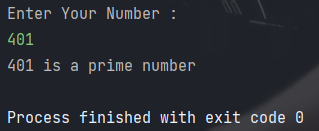 Enter Your Number :
401
401 is a prime number
Process finished with exit code 0